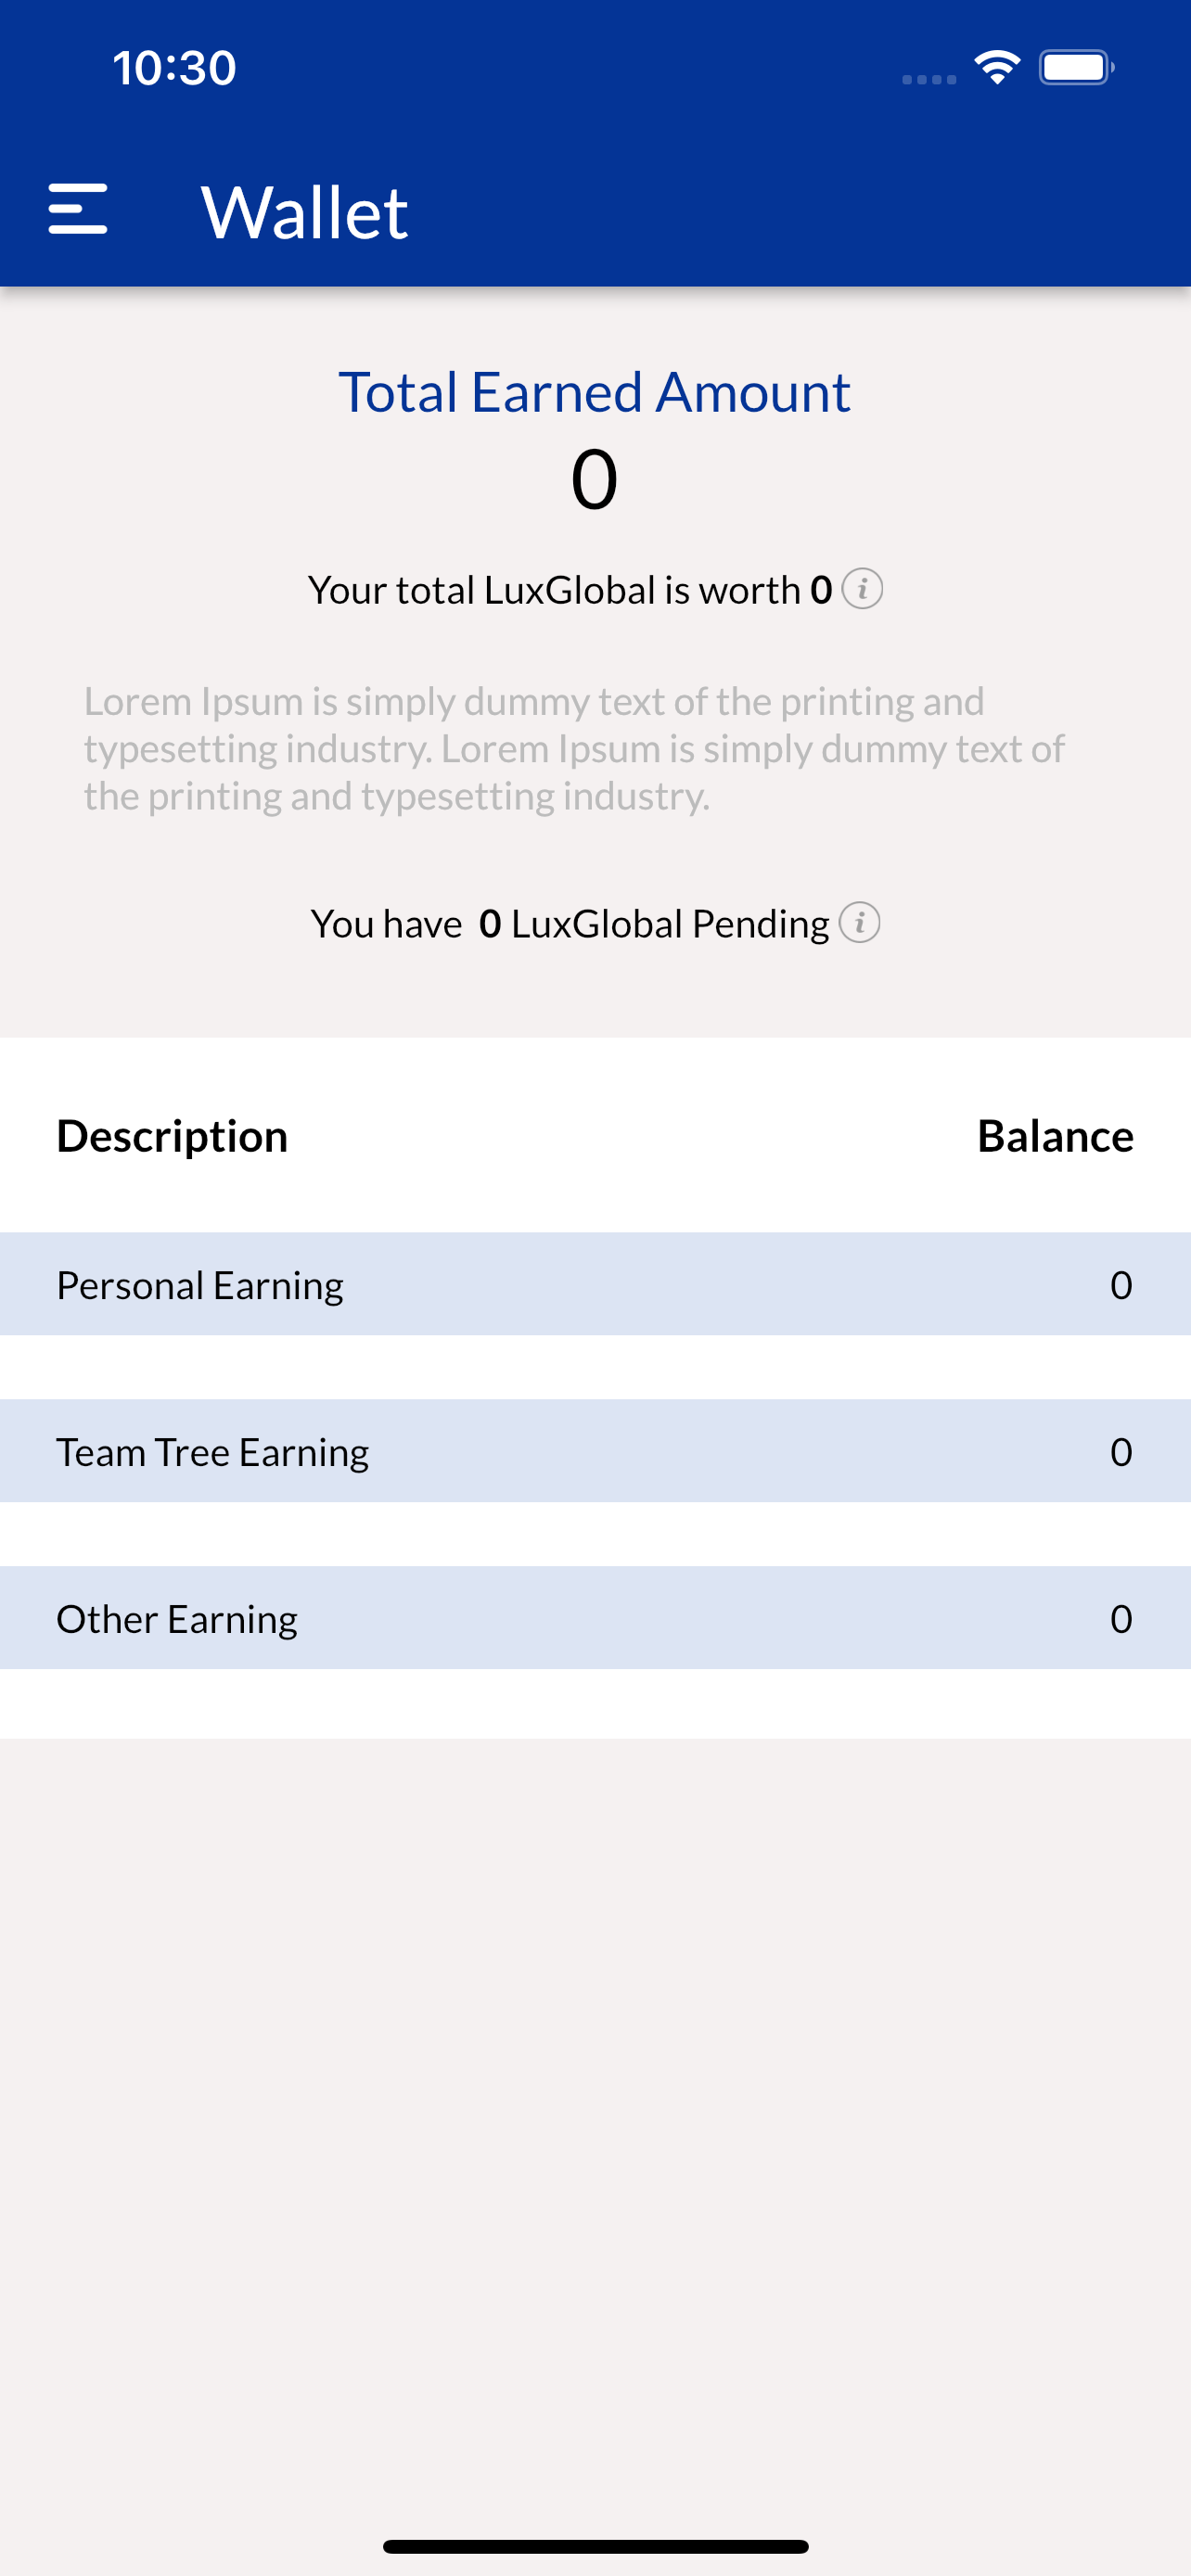 10:30
Wallet
Total Earned Amount
0
Your total LuxGlobal is worth 0
Lorem Ipsum is simply dummy text of the printing and
typesetting industry. Lorem Ipsum is simply dummy text of
the printing and typesetting industry.
You have 0 LuxGlobal Pending
Description Balance
Personal Earning 0
Team Tree Earning 0
Other Earning 0